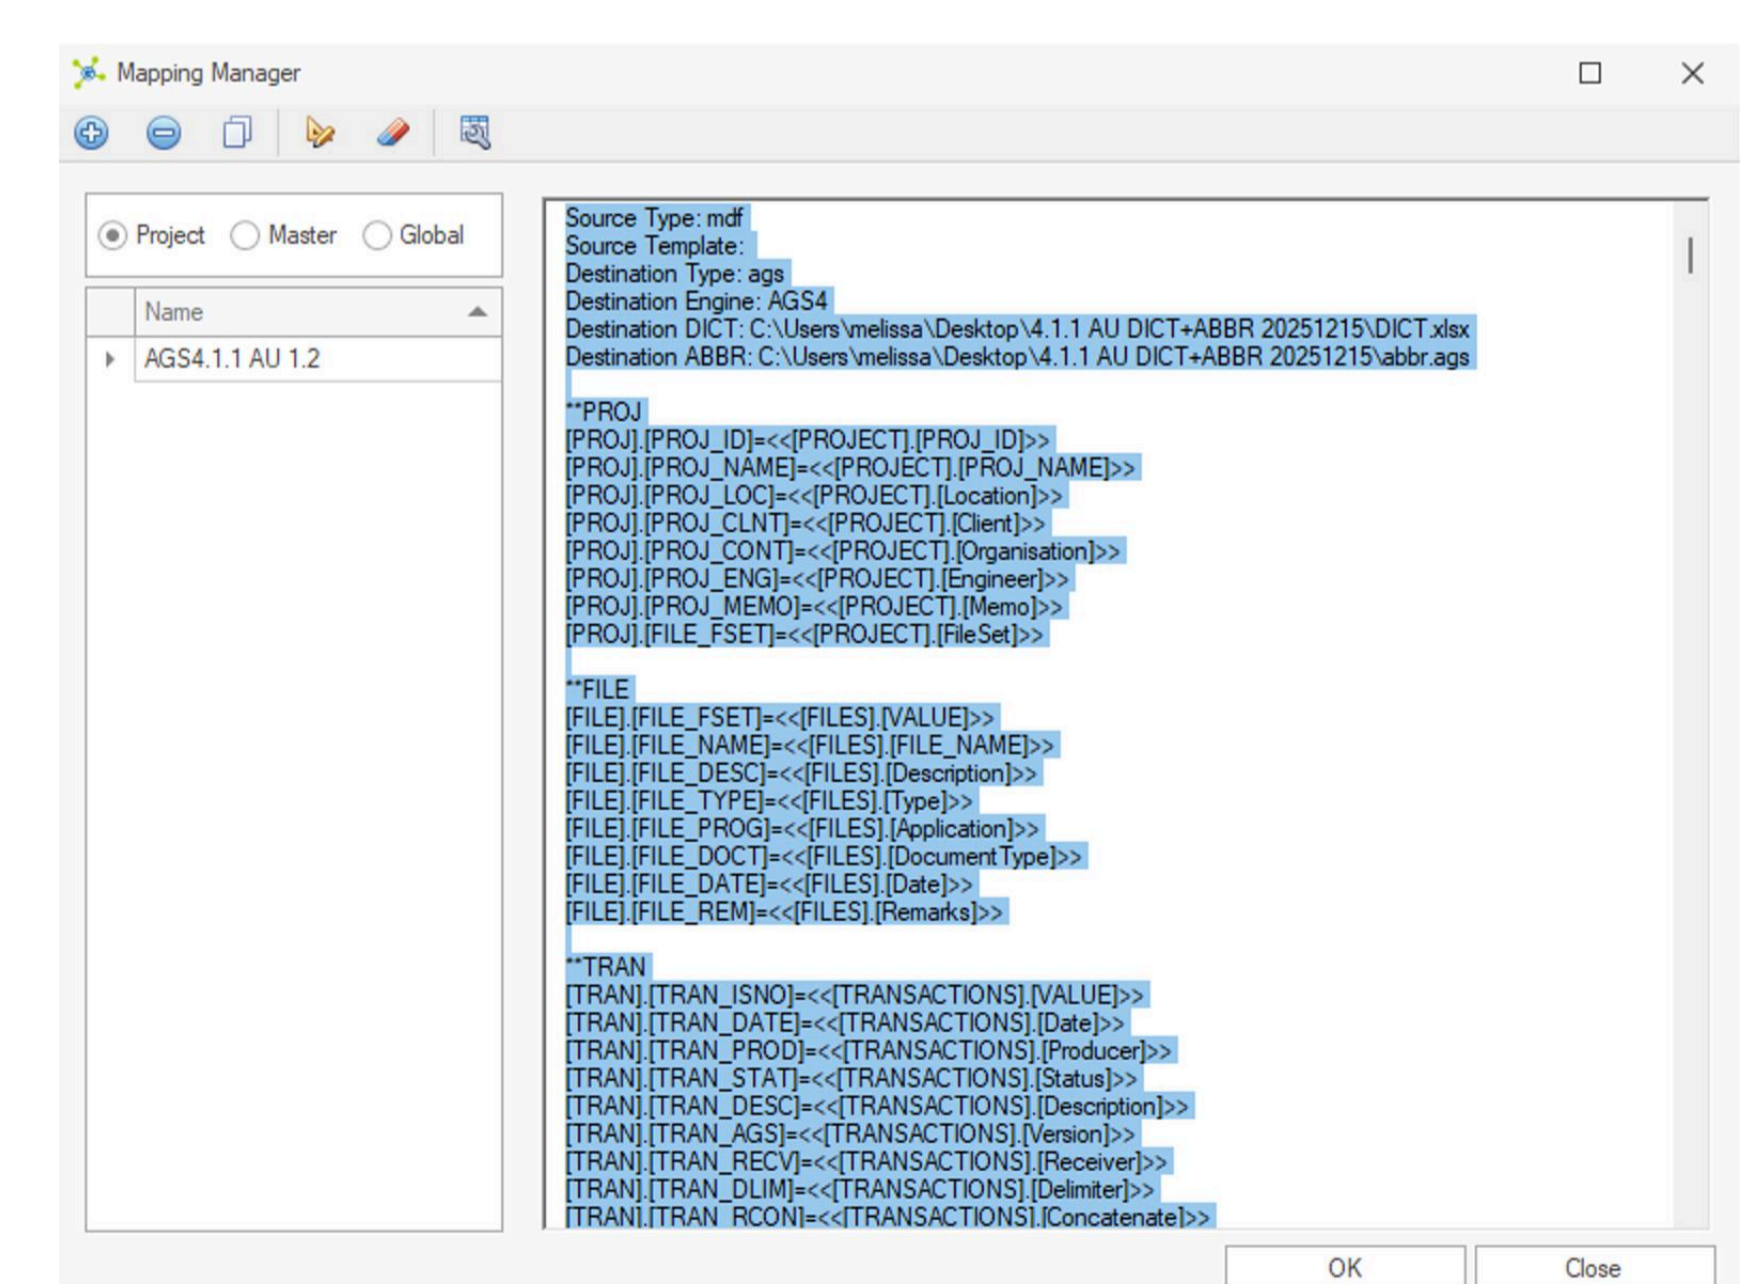 Mapping Manager
Project
Master
Global
Name
AGS4.1.1 AU 1.2
Source Type: mdf
Source Template:
Destination Type: ags
Destination Engine: AGS4
Destination DICT: C:\Users\melissa\Desktop\4.1.1 AU DICT+ABBR 20251215\DICT.xlsx
Destination ABBR: C:\Users\melissa\Desktop\4.1.1 AU DICT+ABBR 20251215\abbr.ags
**PROJ
[PROJ].[PROJ_ID]=<<[PROJECT].[PROJ_ID]>>
[PROJ].[PROJ_NAME]=<<[PROJECT].[PROJ_NAME]>>
[PROJ].[PROJ_LOC]=<<[PROJECT].[Location]>>
[PROJ].[PROJ_CLNT]=<<[PROJECT].[Client]>>
[PROJ].[PROJ_CONT]=<<[PROJECT].[Organisation]>>
[PROJ].[PROJ_ENG]=<<[PROJECT].[Engineer]>>
[PROJ].[PROJ_MEMO]=<<[PROJECT].[Memo]>>
[PROJ].[FILE_FSET]=<<[PROJECT].[FileSet]>>
**FILE
[FILE].[FILE_FSET]=<<[FILES].[VALUE]>>
[FILE].[FILE_NAME]=<<[FILES].[FILE_NAME]>>
[FILE].[FILE_DESC]=<<[FILES].[Description]>>
[FILE].[FILE_TYPE]=<<[FILES].[Type]>>
[FILE].[FILE_PROG]=<<[FILES].[Application]>>
[FILE].[FILE_DOCT]=<<[FILES].[DocumentType]>>
[FILE].[FILE_DATE]=<<[FILES].[Date]>>
[FILE].[FILE_REM]=<<[FILES].[Remarks]>>
**TRAN
[TRAN].[TRAN_ISNO]=<<[TRANSACTIONS].[VALUE]>>
[TRAN].[TRAN_DATE]=<<[TRANSACTIONS].[Date]>>
[TRAN].[TRAN_PROD]=<<[TRANSACTIONS].[Producer]>>
[TRAN].[TRAN_STAT]=<<[TRANSACTIONS].[Status]>>
[TRAN].[TRAN_DESC]=<<[TRANSACTIONS].[Description]>>
[TRAN].[TRAN_AGS]=<<[TRANSACTIONS].[Version]>>
[TRAN].[TRAN_RECV]=<<[TRANSACTIONS].[Receiver]>>
[TRAN].[TRAN_DLIM]=<<[TRANSACTIONS].[Delimiter]>>
[TRAN].[TRAN_RCON]=<<[TRANSACTIONS].[Concatenate]>>
OK
Close